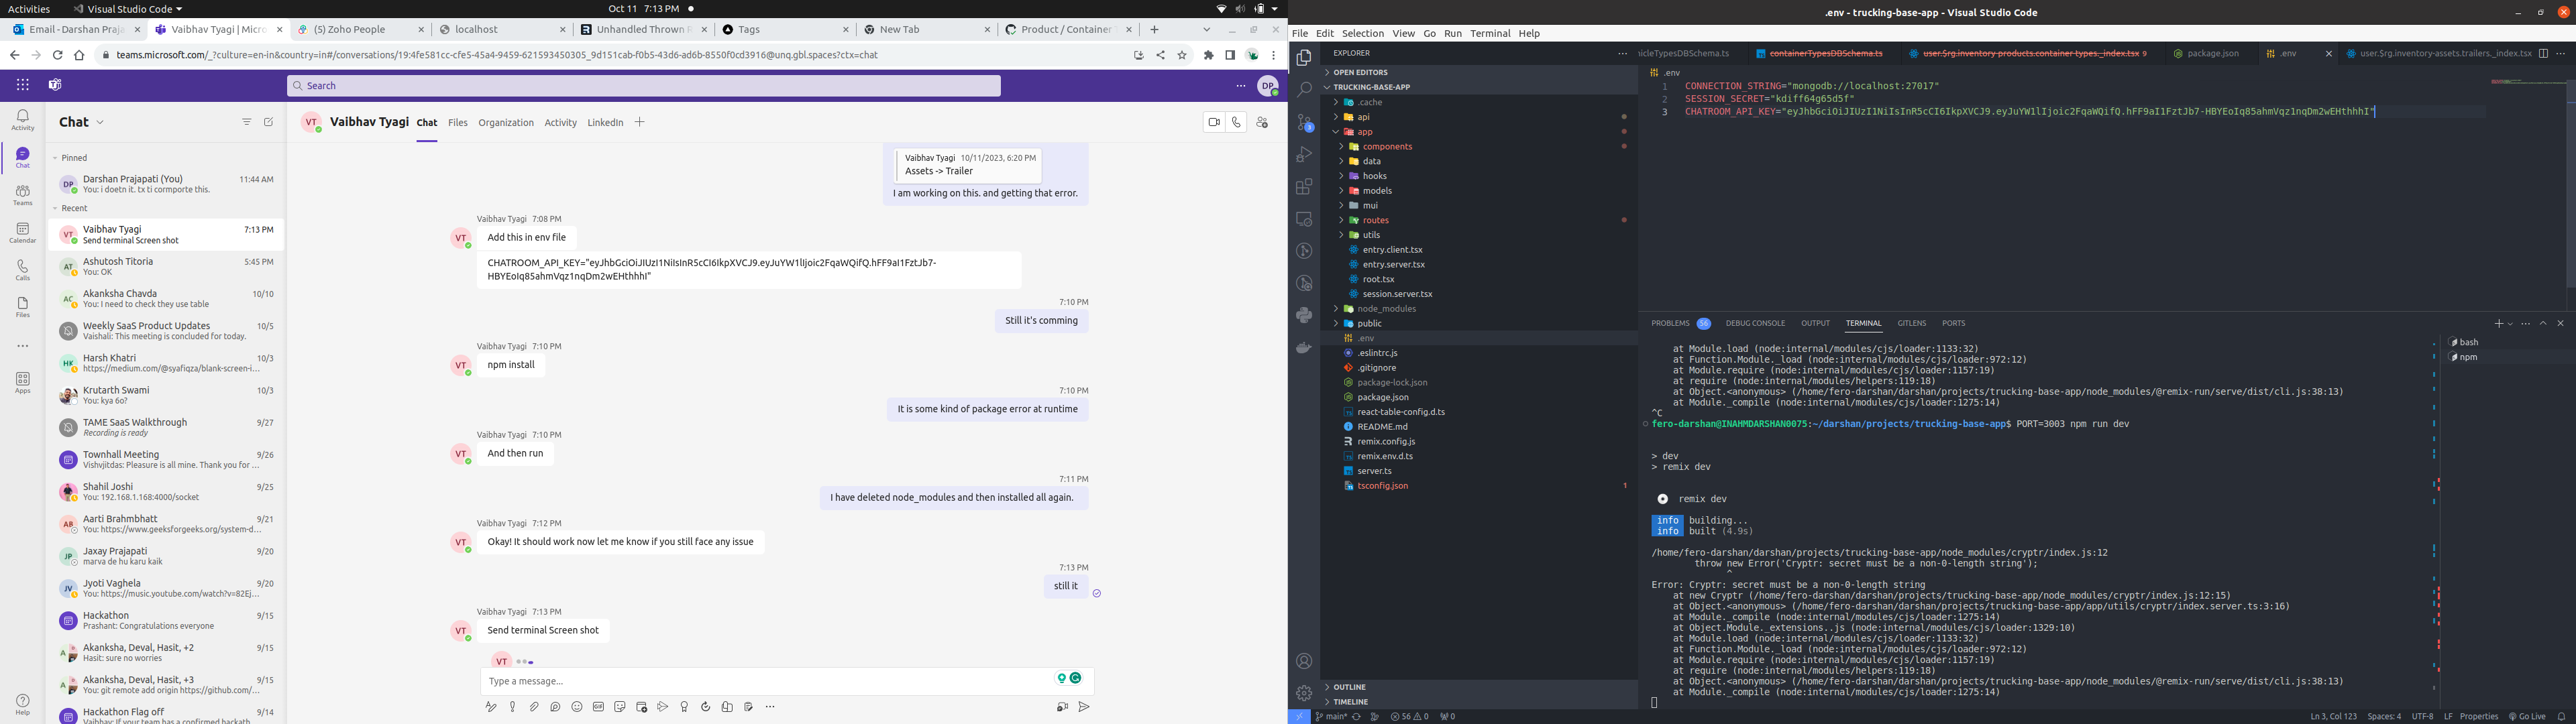 Activities
Visual Studio Code
Oct 11 7:13 PM
.env - trucking-base-app - Visual Studio Code
Email - Darshan Praja
Vaibhav Tyagi | Micro
(5) Zoho People
localhost
Unhandled Thrown R
Tags
New Tab
Product / Container
teams.microsoft.com/_?culture=en-in&country=in#/conversations/19:4fe581cc-cfe5-45a4-9459-621593450305_9d151cab-f0b5-43d6-ad6b-8550f0cd3916@unq.gbl.spaces?ctx=chat
Search
DP
Activity
Chat
Teams
Calendar
Calls
Files
Apps
Help
Chat
Pinned
DP
Darshan Prajapati (You) 11:44 AM
You: i doetn it. tx ti cormporte this.
Recent
VT
Vaibhav Tyagi 7:13 PM
Send terminal Screen shot
AT
Ashutosh Titoria 5:45 PM
You: OK
AC
Akanksha Chavda 10/10
You: I need to check they use table
Weekly SaaS Product Updates 10/5
Vaishali: This meeting is concluded for today.
HK
Harsh Khatri 10/3
https://medium.com/@syafiqza/blank-screen-i...
Krutarth Swami 10/3
You: kya 6o?
TAME SaaS Walkthrough 9/27
Recording is ready
Townhall Meeting 9/26
Vishvjitdas: Pleasure is all mine. Thank you for ...
Shahil Joshi 9/25
You: 192.168.1.168:4000/socket
AB
Aarti Brahmbhatt 9/21
You: https://www.geeksforgeeks.org/system-d...
JP
Jaxay Prajapati 9/20
marva de hu karu kaik
JV
Jyoti Vaghela 9/20
You: https://music.youtube.com/watch?v=82Ej...
Hackathon 9/15
Prashant: Congratulations everyone
A
Akanksha, Deval, Hasit, +2 9/15
Hasit: sure no worries
A
Akanksha, Deval, Hasit, +3 9/15
You: git remote add origin https://github.com/...
Hackathon Flag off 9/14
Vaibhav: If your team has a confirmed hackath...
VT
Vaibhav Tyagi Chat Files Organization Activity LinkedIn
Vaibhav Tyagi 10/11/2023, 6:20 PM
Assets -> Trailer
I am working on this. and getting that error.
Vaibhav Tyagi 7:08 PM
VT
Add this in env file
CHATROOM_API_KEY="eyJhbGciOiJIUzI1NiIsInR5cCI6IkpXVCJ9.eyJuYW1lIjoic2FqaWQifQ.hFF9aI1FztJb7-
HBYEoIq85ahmVqz1nqDm2wEHthhhI"
7:10 PM
Still it's comming
Vaibhav Tyagi 7:10 PM
VT
npm install
7:10 PM
It is some kind of package error at runtime
Vaibhav Tyagi 7:10 PM
VT
And then run
7:11 PM
I have deleted node_modules and then installed all again.
Vaibhav Tyagi 7:12 PM
VT
Okay! It should work now let me know if you still face any issue
7:13 PM
still it
Vaibhav Tyagi 7:13 PM
VT
Send terminal Screen shot
VT
Type a message...
File Edit Selection View Go Run Terminal Help
EXPLORER
OPEN EDITORS
TRUCKING-BASE-APP
.cache
api
app
components
data
hooks
models
mui
routes
utils
entry.client.tsx
entry.server.tsx
root.tsx
session.server.tsx
node_modules
public
.env
.eslintrc.js
.gitignore
package-lock.json
package.json
react-table-config.d.ts
README.md
remix.config.js
remix.env.d.ts
server.ts
tsconfig.json 1
OUTLINE
TIMELINE
3
nicleTypesDBSchema.ts
containerTypesDBSchema.ts
user.$rg.inventory-products.container-types._index.tsx 9
package.json
.env
user.$rg.inventory-assets.trailers._index.tsx
.env
1 CONNECTION_STRING="mongodb://localhost:27017"
2 SESSION_SECRET="kdiff64g65d5f"
3 CHATROOM_API_KEY="eyJhbGciOiJIUzI1NiIsInR5cCI6IkpXVCJ9.eyJuYW1lIjoic2FqaWQifQ.hFF9aI1FztJb7-HBYEoIq85ahmVqz1nqDm2wEHthhhI"
PROBLEMS 56 DEBUG CONSOLE OUTPUT TERMINAL GITLENS PORTS
bash
npm
at Module.load (node:internal/modules/cjs/loader:1133:32)
at Function.Module._load (node:internal/modules/cjs/loader:972:12)
at Module.require (node:internal/modules/cjs/loader:1157:19)
at require (node:internal/modules/helpers:119:18)
at Object.<anonymous> (/home/fero-darshan/darshan/projects/trucking-base-app/node_modules/@remix-run/serve/dist/cli.js:38:13)
at Module._compile (node:internal/modules/cjs/loader:1275:14)
^C
fero-darshan@INAHMDARSHAN0075:~/darshan/projects/trucking-base-app$ PORT=3003 npm run dev
> dev
> remix dev
remix dev
info building...
info built (4.9s)
/home/fero-darshan/darshan/projects/trucking-base-app/node_modules/cryptr/index.js:12
throw new Error('Cryptr: secret must be a non-0-length string');
^
Error: Cryptr: secret must be a non-0-length string
at new Cryptr (/home/fero-darshan/darshan/projects/trucking-base-app/node_modules/cryptr/index.js:12:15)
at Object.<anonymous> (/home/fero-darshan/darshan/projects/trucking-base-app/app/utils/cryptr/index.server.ts:3:16)
at Module._compile (node:internal/modules/cjs/loader:1275:14)
at Object.Module._extensions..js (node:internal/modules/cjs/loader:1329:10)
at Module.load (node:internal/modules/cjs/loader:1133:32)
at Function.Module._load (node:internal/modules/cjs/loader:972:12)
at Module.require (node:internal/modules/cjs/loader:1157:19)
at require (node:internal/modules/helpers:119:18)
at Object.<anonymous> (/home/fero-darshan/darshan/projects/trucking-base-app/node_modules/@remix-run/serve/dist/cli.js:38:13)
at Module._compile (node:internal/modules/cjs/loader:1275:14)
main* 56 0 0
Ln 3, Col 123 Spaces: 4 UTF-8 LF Properties Go Live